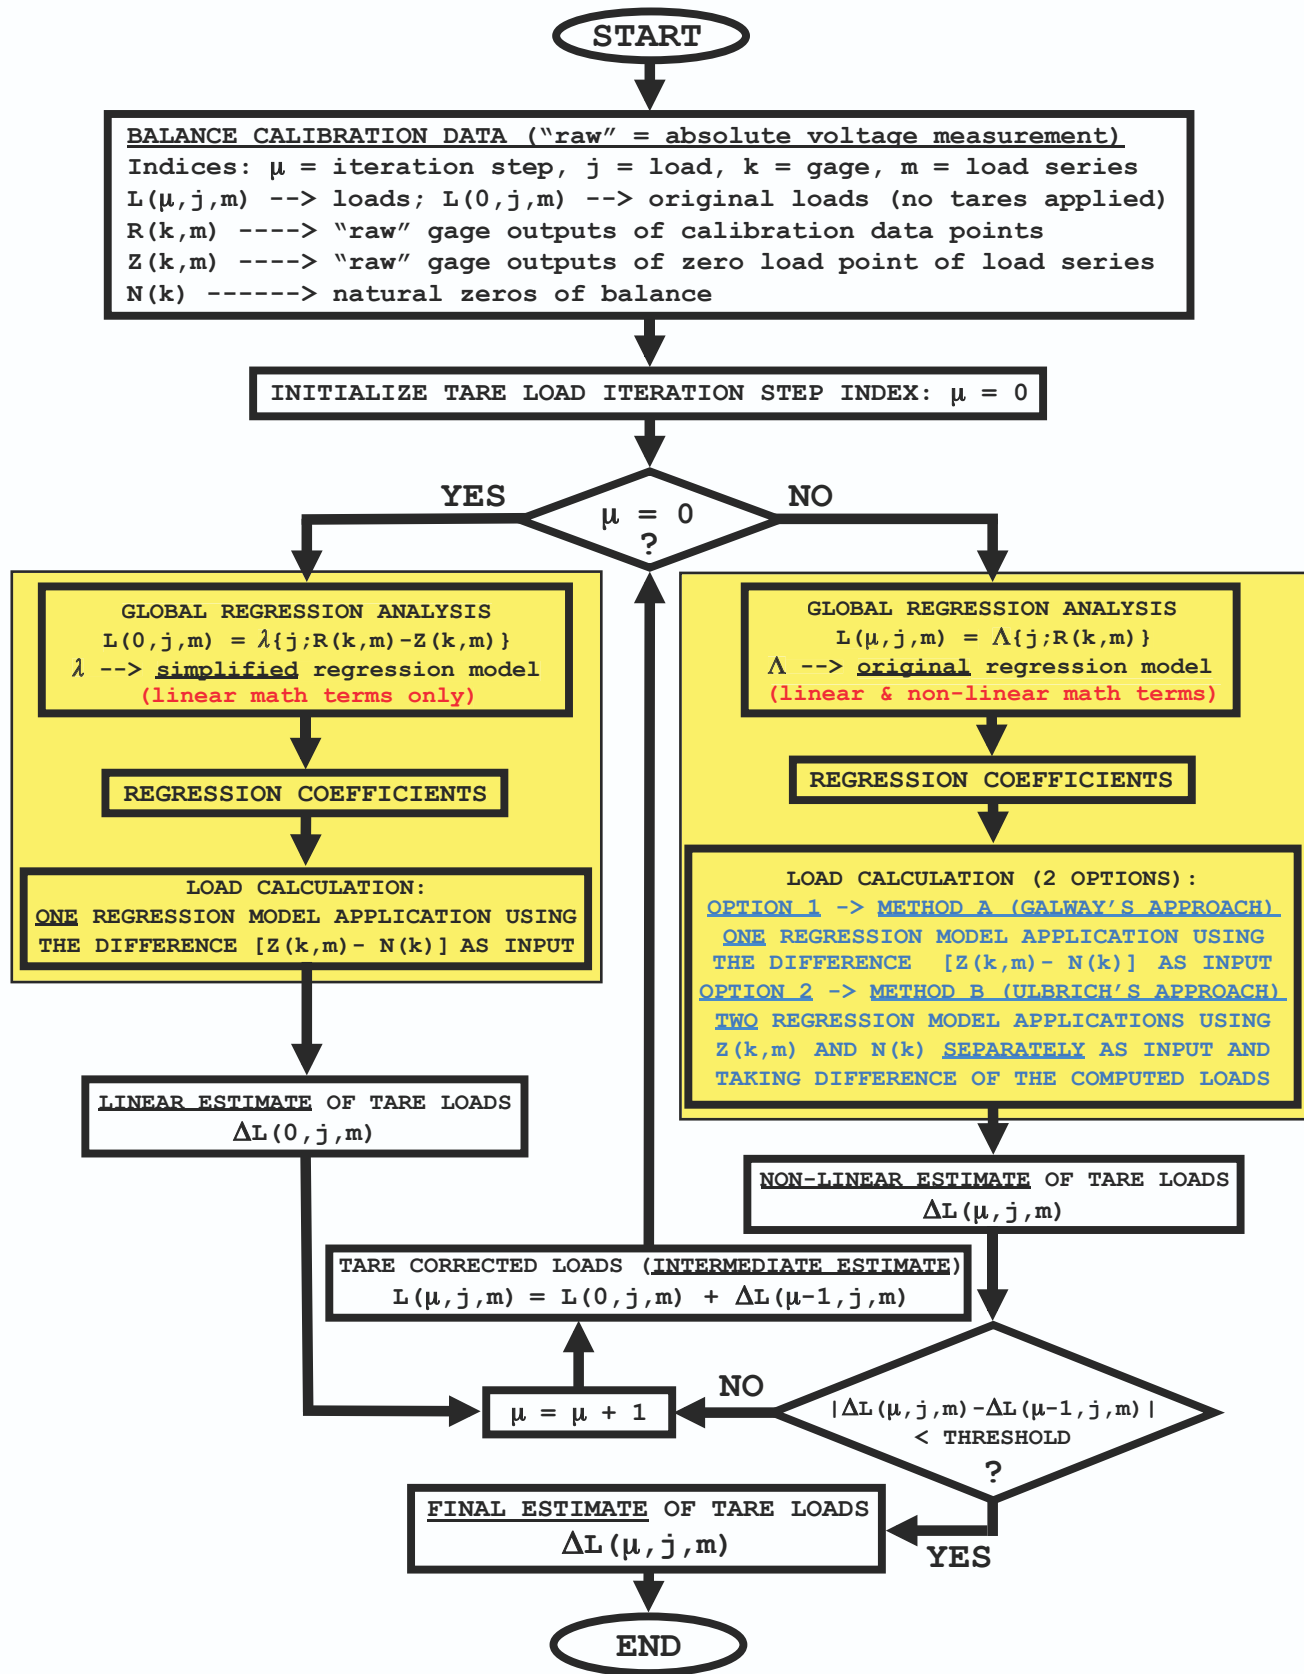 START
BALANCE CALIBRATION DATA (“raw” = absolute voltage measurement)
Indices: μ = iteration step, j = load, k = gage, m = load series
L(μ,j,m) --> loads; L(0,j,m) --> original loads (no tares applied)
R(k,m) ----> “raw” gage outputs of calibration data points
Z(k,m) ----> “raw” gage outputs of zero load point of load series
N(k) ------> natural zeros of balance
INITIALIZE TARE LOAD ITERATION STEP INDEX: μ = 0
YES
NO
μ = 0
?
GLOBAL REGRESSION ANALYSIS
L(0,j,m) = λ{j;R(k,m)-Z(k,m)}
λ --> simplified regression model
(linear math terms only)
REGRESSION COEFFICIENTS
LOAD CALCULATION:
ONE REGRESSION MODEL APPLICATION USING
THE DIFFERENCE [Z(k,m)- N(k)] AS INPUT
LINEAR ESTIMATE OF TARE LOADS
ΔL(0,j,m)
GLOBAL REGRESSION ANALYSIS
L(μ,j,m) = Λ{j;R(k,m)}
Λ --> original regression model
(linear & non-linear math terms)
REGRESSION COEFFICIENTS
LOAD CALCULATION (2 OPTIONS):
OPTION 1 -> METHOD A (GALWAY'S APPROACH)
ONE REGRESSION MODEL APPLICATION USING
THE DIFFERENCE [Z(k,m)- N(k)] AS INPUT
OPTION 2 -> METHOD B (ULBRICH'S APPROACH)
TWO REGRESSION MODEL APPLICATIONS USING
Z(k,m) AND N(k) SEPARATELY AS INPUT AND
TAKING DIFFERENCE OF THE COMPUTED LOADS
NON-LINEAR ESTIMATE OF TARE LOADS
ΔL(μ,j,m)
TARE CORRECTED LOADS (INTERMEDIATE ESTIMATE)
L(μ,j,m) = L(0,j,m) + ΔL(μ-1,j,m)
μ = μ + 1
NO
|ΔL(μ,j,m)-ΔL(μ-1,j,m)|
< THRESHOLD
?
YES
FINAL ESTIMATE OF TARE LOADS
ΔL(μ,j,m)
END